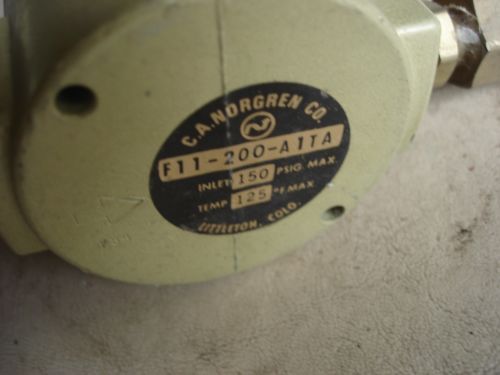 C.A. NORGREN CO.
F11-200-A1TA
INLET 150 PSIG MAX.
TEMP 125 °F MAX
LITTLETON, COLO.